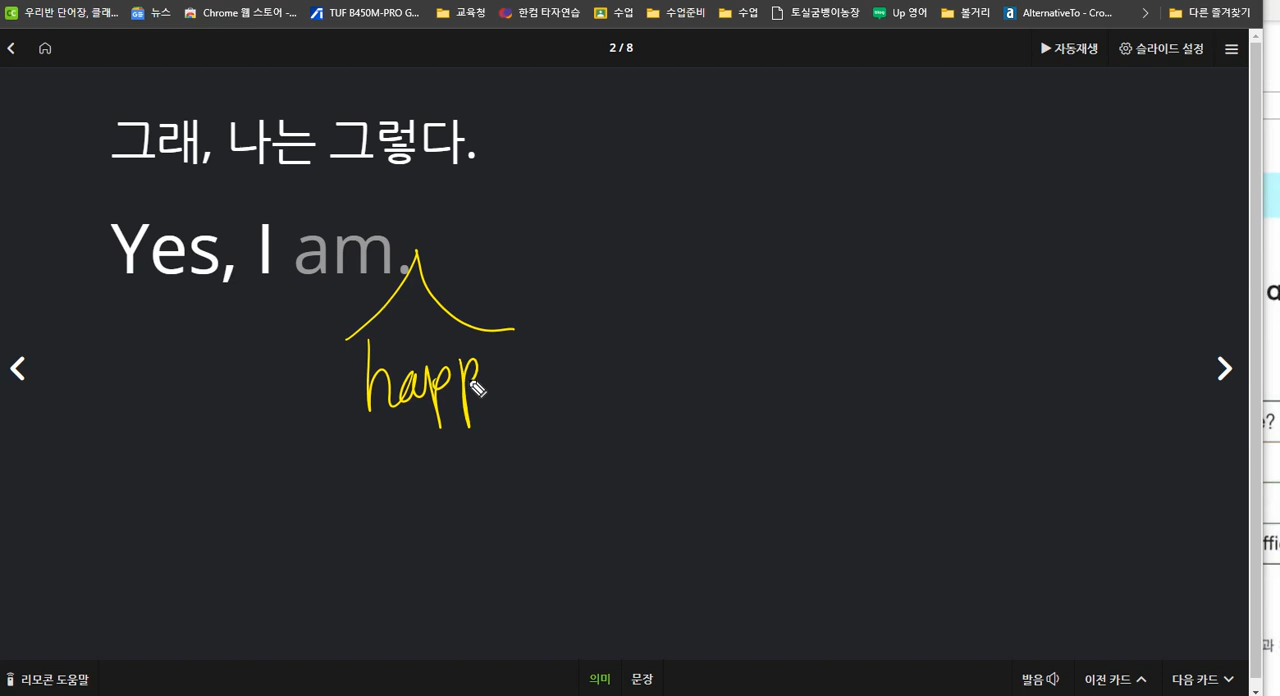 우리반 단어장, 클래... 뉴스 Chrome 웹 스토어 -... TUF B450M-PRO G... 교육청 한컴 타자연습 수업 수업준비 수업 토실굼벵이농장 Up 영어 볼거리 AlternativeTo - Cro... 다른 즐겨찾기
2 / 8 자동재생 슬라이드 설정
그래, 나는 그렇다.
Yes, I am.
happ
리모콘 도움말 의미 문장 발음 이전 카드 다음 카드